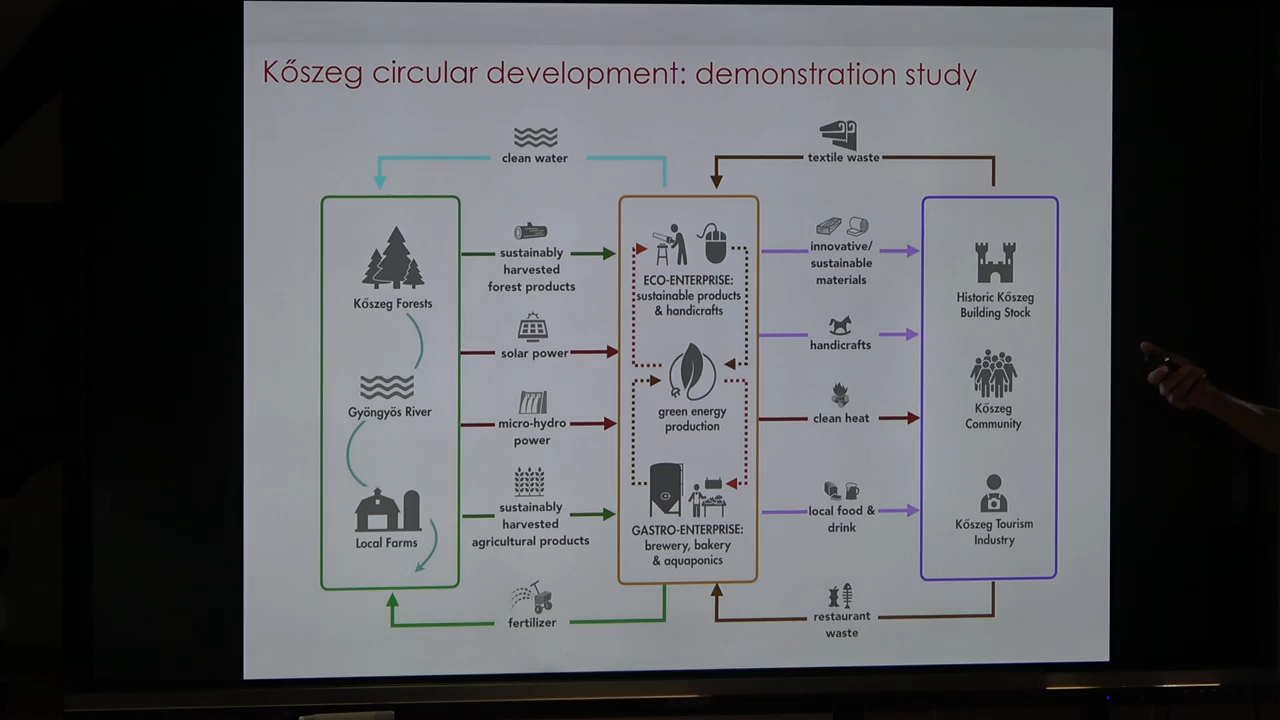 Kőszeg circular development: demonstration study
clean water
textile waste
Kőszeg Forests
Gyöngyös River
Local Farms
sustainably
harvested
forest products
solar power
micro-hydro
power
sustainably
harvested
agricultural products
ECO-ENTERPRISE:
sustainable products
& handicrafts
green energy
production
GASTRO-ENTERPRISE:
brewery, bakery
& aquaponics
innovative/
sustainable
materials
handicrafts
clean heat
local food &
drink
Historic Kőszeg
Building Stock
Kőszeg
Community
Kőszeg Tourism
Industry
fertilizer
restaurant
waste